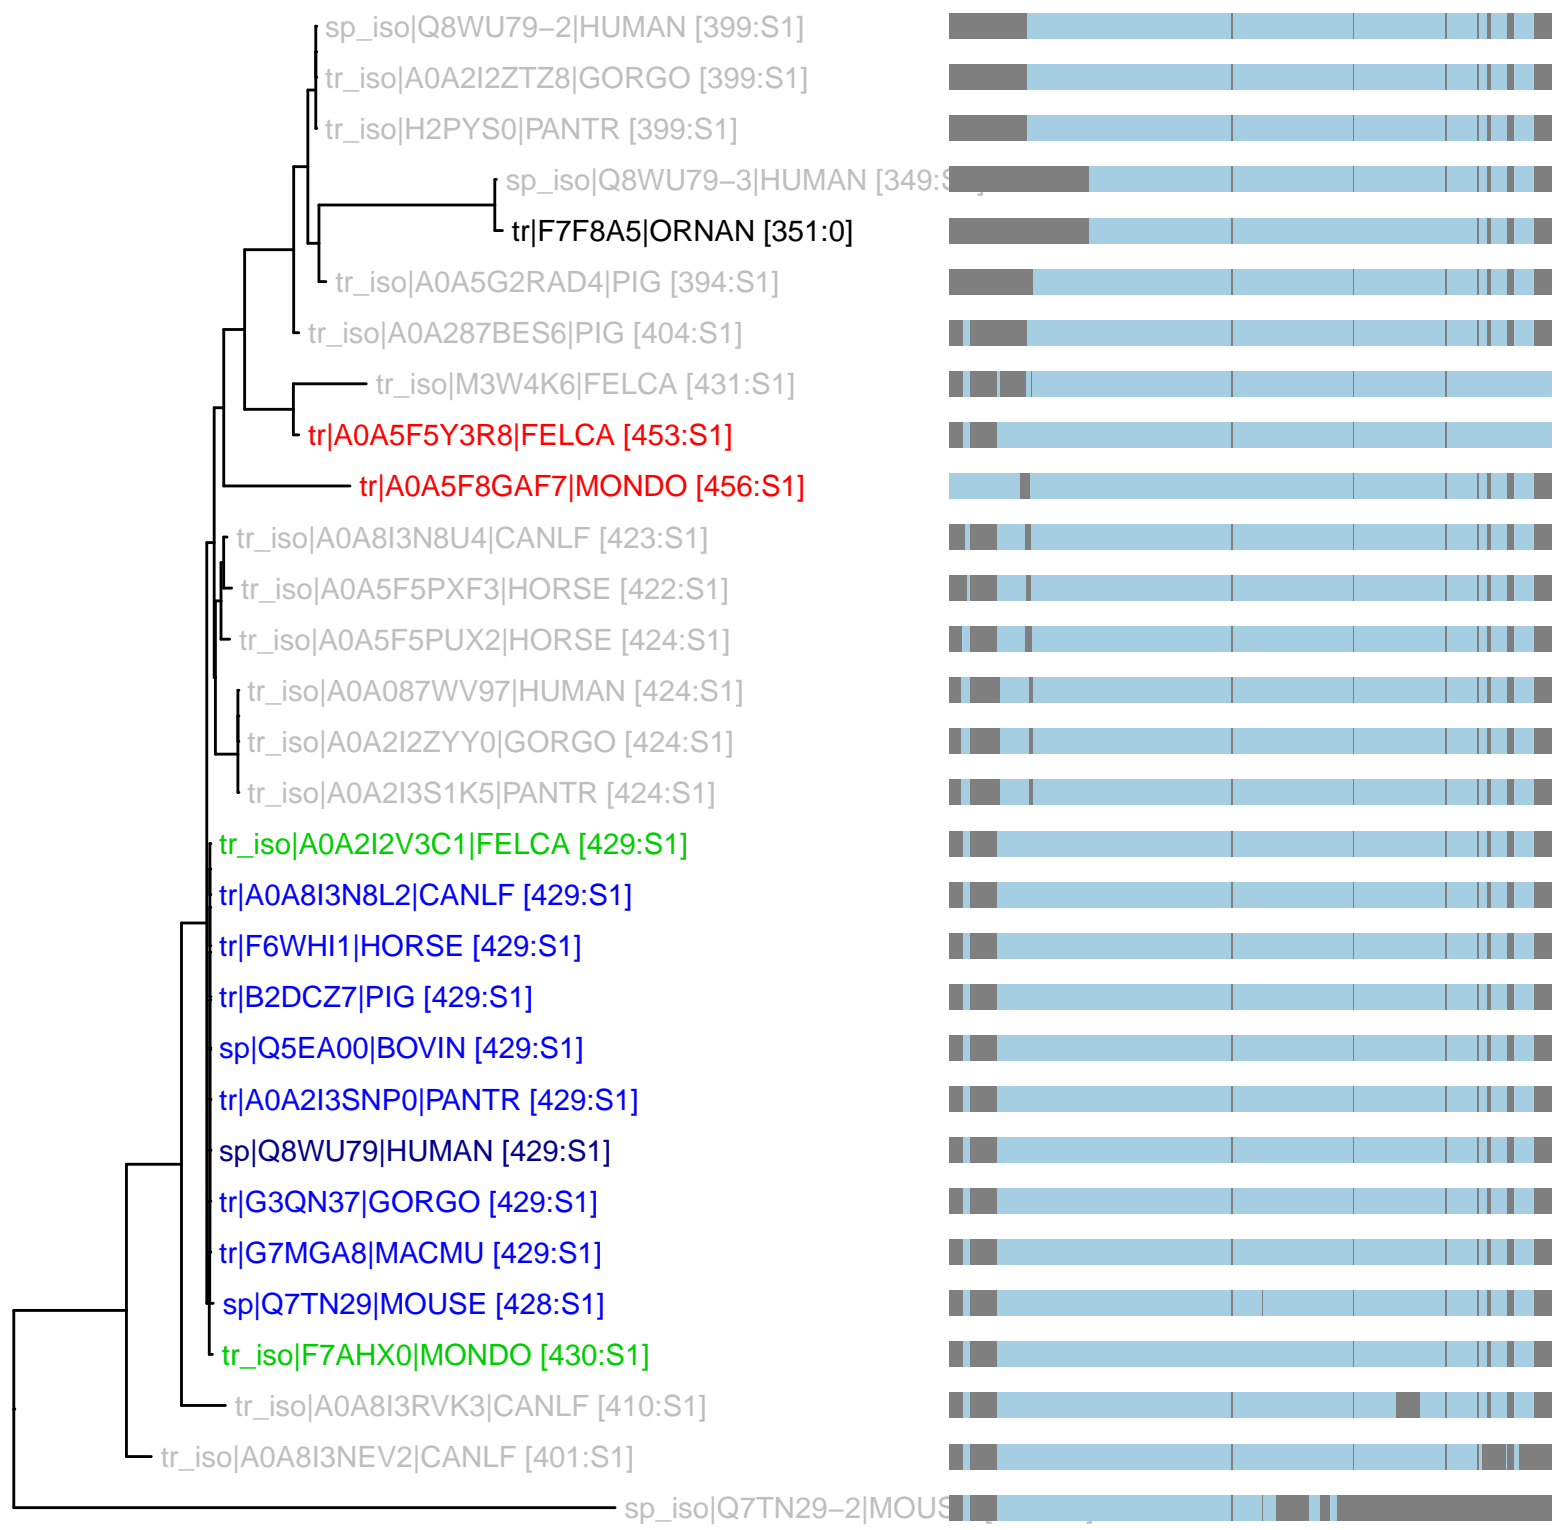 sp_iso|Q8WU79−2|HUMAN [399:S1]
tr_iso|A0A2I2ZTZ8|GORGO [399:S1]
tr_iso|H2PYS0|PANTR [399:S1]
sp_iso|Q8WU79−3|HUMAN [349:S
tr|F7F8A5|ORNAN [351:0]
tr_iso|A0A5G2RAD4|PIG [394:S1]
tr_iso|A0A287BES6|PIG [404:S1]
tr_iso|M3W4K6|FELCA [431:S1]
tr|A0A5F5Y3R8|FELCA [453:S1]
tr|A0A5F8GAF7|MONDO [456:S1]
tr_iso|A0A8I3N8U4|CANLF [423:S1]
tr_iso|A0A5F5PXF3|HORSE [422:S1]
tr_iso|A0A5F5PUX2|HORSE [424:S1]
tr_iso|A0A087WV97|HUMAN [424:S1]
tr_iso|A0A2I2ZYY0|GORGO [424:S1]
tr_iso|A0A2I3S1K5|PANTR [424:S1]
tr_iso|A0A2I2V3C1|FELCA [429:S1]
tr|A0A8I3N8L2|CANLF [429:S1]
tr|F6WHI1|HORSE [429:S1]
tr|B2DCZ7|PIG [429:S1]
sp|Q5EA00|BOVIN [429:S1]
tr|A0A2I3SNP0|PANTR [429:S1]
sp|Q8WU79|HUMAN [429:S1]
tr|G3QN37|GORGO [429:S1]
tr|G7MGA8|MACMU [429:S1]
sp|Q7TN29|MOUSE [428:S1]
tr_iso|F7AHX0|MONDO [430:S1]
tr_iso|A0A8I3RVK3|CANLF [410:S1]
tr_iso|A0A8I3NEV2|CANLF [401:S1]
sp_iso|Q7TN29−2|MOUS